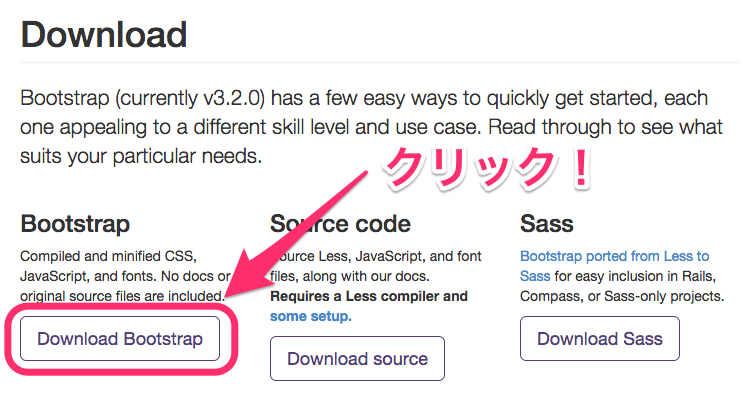 Download
Bootstrap (currently v3.2.0) has a few easy ways to quickly get started, each
one appealing to a different skill level and use case. Read through to see what
suits your particular needs.
クリック！
Bootstrap
Compiled and minified CSS,
JavaScript, and fonts. No docs or
original source files are included.
Download Bootstrap
Source code
Source Less, JavaScript, and font
files, along with our docs.
Requires a Less compiler and
some setup.
Download source
Sass
Bootstrap ported from Less to
Sass for easy inclusion in Rails,
Compass, or Sass-only projects.
Download Sass